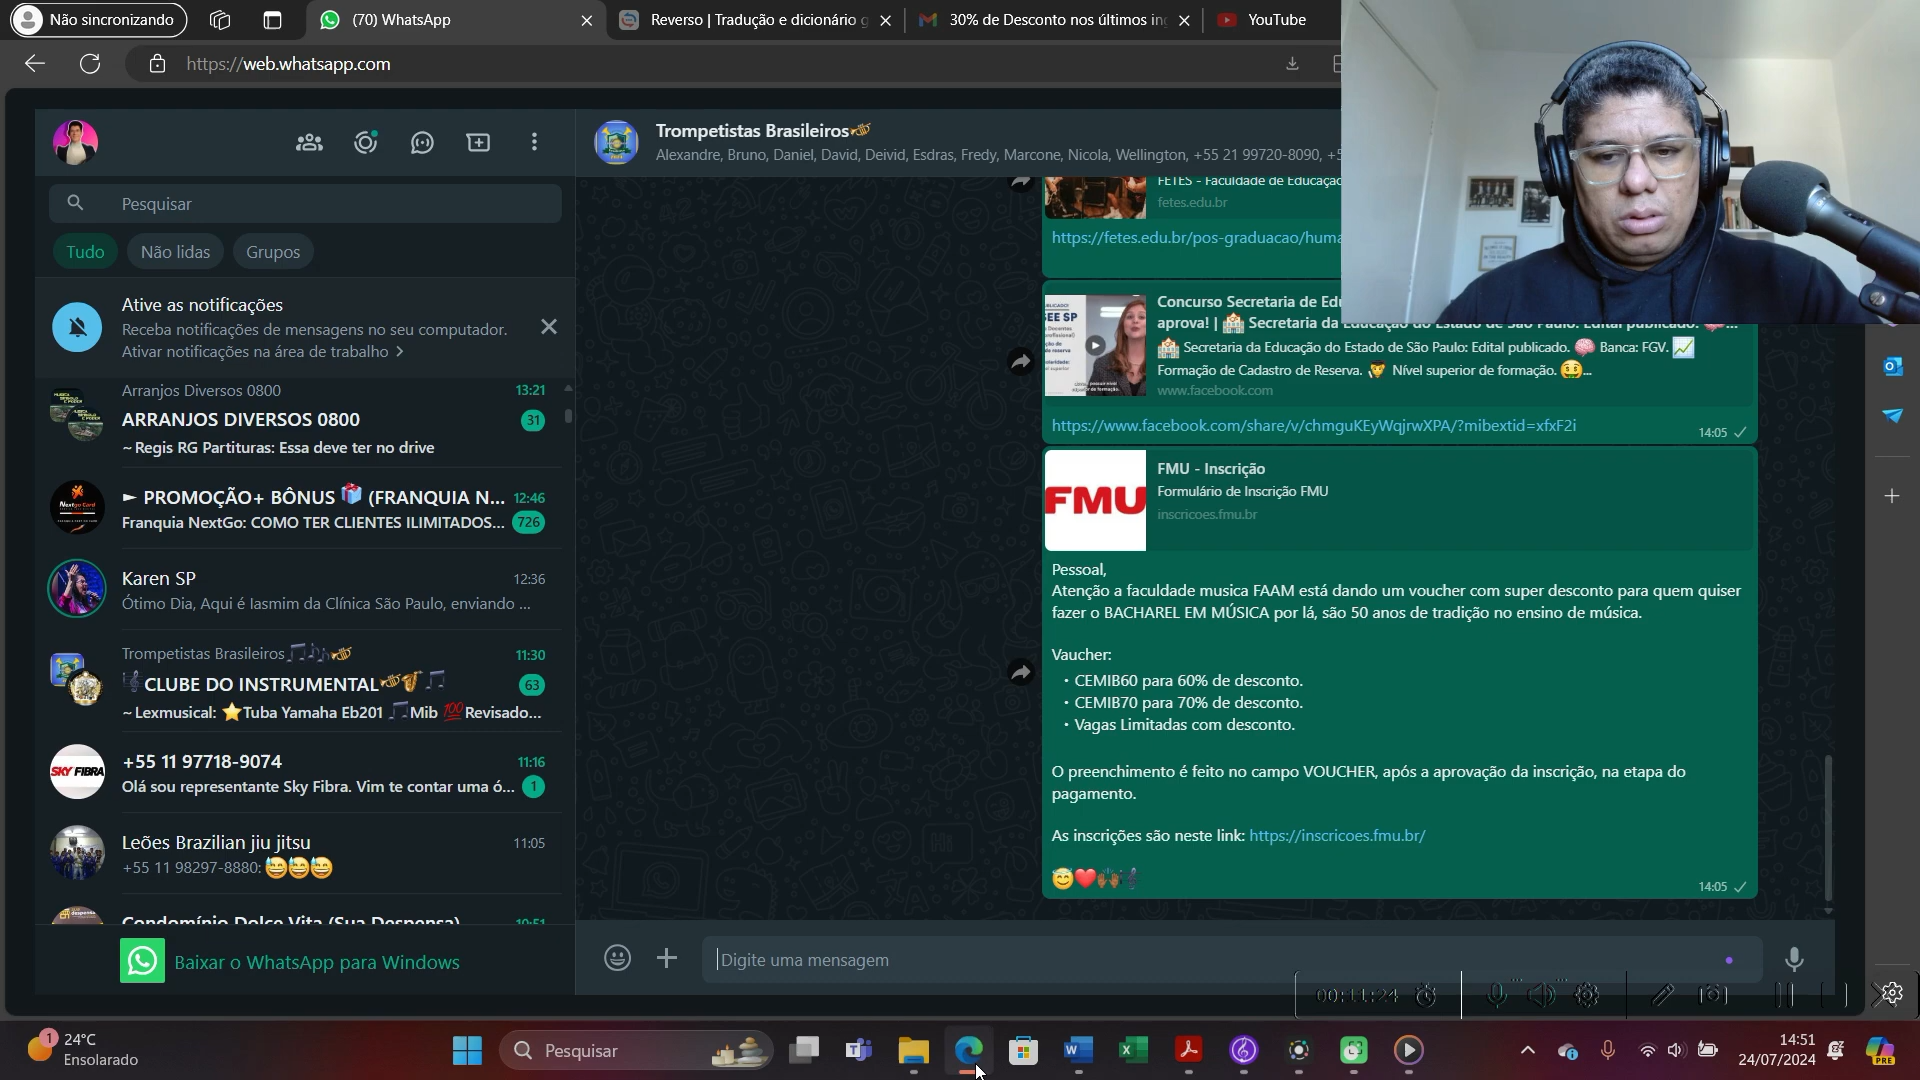 Não sincronizando
(70) WhatsApp
Reverso | Tradução e dicionário g
30% de Desconto nos últimos in
YouTube
https://web.whatsapp.com
Trompetistas Brasileiros🎺
Alexandre, Bruno, Daniel, David, Deivid, Esdras, Fredy, Marcone, Nicola, Wellington, +55 21 99720-8090, +5
Pesquisar
Tudo
Não lidas
Grupos
Ative as notificações
Receba notificações de mensagens no seu computador.
Ativar notificações na área de trabalho >
Arranjos Diversos 0800
13:21
ARRANJOS DIVERSOS 0800
31
~ Regis RG Partituras: Essa deve ter no drive
► PROMOÇÃO+ BÔNUS 🎁 (FRANQUIA N...
12:46
Franquia NextGo: COMO TER CLIENTES ILIMITADOS...
726
Karen SP
12:36
Ótimo Dia, Aqui é Iasmim da Clínica São Paulo, enviando ...
Trompetistas Brasileiros🎵🎶🎺
11:30
🎼CLUBE DO INSTRUMENTAL🎺🎷🎵
63
~ Lexmusical: ⭐Tuba Yamaha Eb201 🎵Mib 💯Revisado...
SKY FIBRA
+55 11 97718-9074
11:16
Olá sou representante Sky Fibra. Vim te contar uma ó...
1
Leões Brazilian jiu jitsu
11:05
+55 11 98297-8880: 😅😅😅
Condomínio Dolce Vita (Sua Despensa)
10:51
Baixar o WhatsApp para Windows
FETES - Faculdade de Educaçã
fetes.edu.br
https://fetes.edu.br/pos-graduacao/huma
Concurso Secretaria de Edu
aprova! | 🏫 Secretaria da Educação do Estado de São Paulo: Edital publicado. 🧠...
🏫 Secretaria da Educação do Estado de São Paulo: Edital publicado. 🧠 Banca: FGV. 📈
Formação de Cadastro de Reserva. 👨‍🎓 Nível superior de formação. 🤑...
www.facebook.com
https://www.facebook.com/share/v/chmguKEyWqjrwXPA/?mibextid=xfxF2i
14:05
FMU
FMU - Inscrição
Formulário de Inscrição FMU
inscricoes.fmu.br
Pessoal,
Atenção a faculdade musica FAAM está dando um voucher com super desconto para quem quiser
fazer o BACHAREL EM MÚSICA por lá, são 50 anos de tradição no ensino de música.
Vaucher:
• CEMIB60 para 60% de desconto.
• CEMIB70 para 70% de desconto.
• Vagas Limitadas com desconto.
O preenchimento é feito no campo VOUCHER, após a aprovação da inscrição, na etapa do
pagamento.
As inscrições são neste link: https://inscricoes.fmu.br/
😇❤️🙌🏾🎼
14:05
Digite uma mensagem
00:11:24
1
24°C
Ensolarado
Pesquisar
14:51
24/07/2024